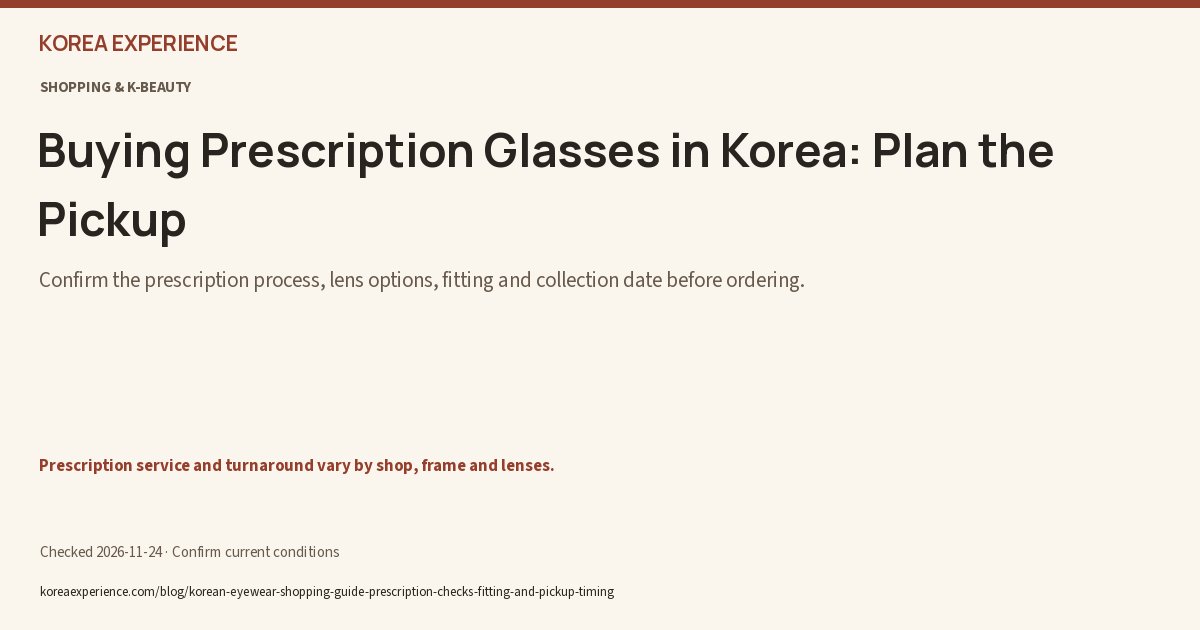 KOREA EXPERIENCE
SHOPPING & K-BEAUTY
Buying Prescription Glasses in Korea: Plan the
Pickup
Confirm the prescription process, lens options, fitting and collection date before ordering.
Prescription service and turnaround vary by shop, frame and lenses.
Checked 2026-11-24 · Confirm current conditions
koreaexperience.com/blog/korean-eyewear-shopping-guide-prescription-checks-fitting-and-pickup-timing